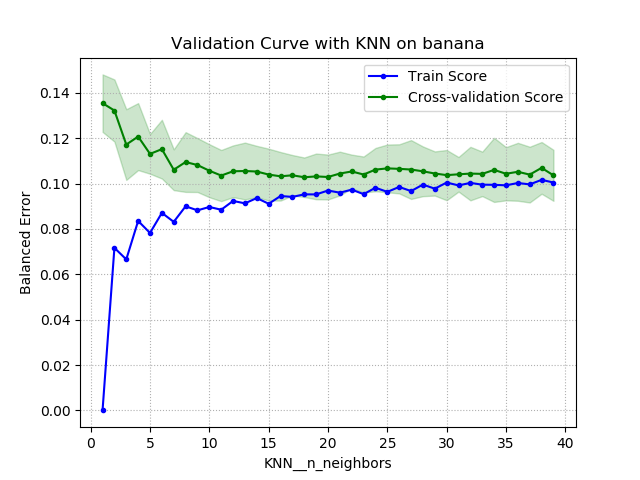 Validation Curve with KNN on banana
Train Score
Cross-validation Score
Balanced Error
0.14
0.12
0.10
0.08
0.06
0.04
0.02
0.00
0 5 10 15 20 25 30 35 40
KNN__n_neighbors